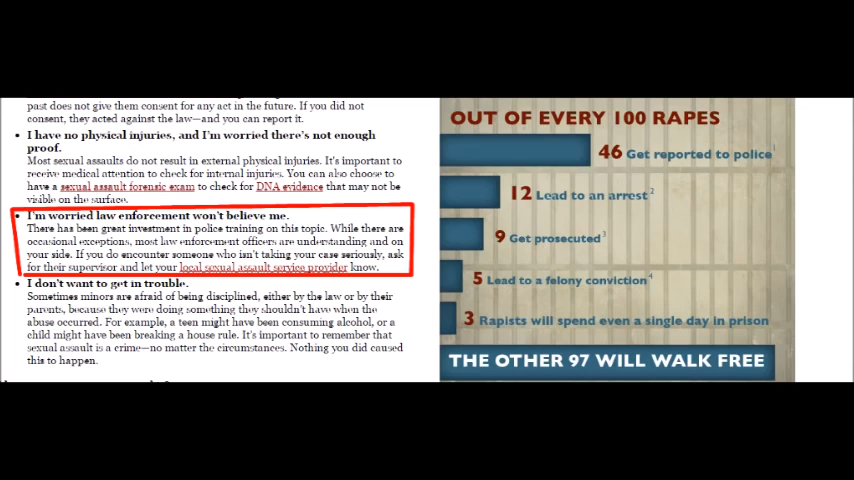 past does not give them consent for any act in the future. If you did not
consent, they acted against the law—and you can report it.
• I have no physical injuries, and I'm worried there's not enough
proof.
Most sexual assaults do not result in external physical injuries. It's important to
receive medical attention to check for internal injuries. You can also choose to
have a sexual assault forensic exam to check for DNA evidence that may not be
visible on the surface.
• I'm worried law enforcement won't believe me.
There has been great investment in police training on this topic. While there are
occasional exceptions, most law enforcement officers are understanding and on
your side. If you do encounter someone who isn't taking your case seriously, ask
for their supervisor and let your local sexual assault service provider know.
• I don't want to get in trouble.
Sometimes minors are afraid of being disciplined, either by the law or by their
parents, because they were doing something they shouldn't have when the
abuse occurred. For example, a teen might have been consuming alcohol, or a
child might have been breaking a house rule. It's important to remember that
sexual assault is a crime—no matter the circumstances. Nothing you did caused
this to happen.
OUT OF EVERY 100 RAPES
46 Get reported to police1
12 Lead to an arrest2
9 Get prosecuted3
5 Lead to a felony conviction4
3 Rapists will spend even a single day in prison
THE OTHER 97 WILL WALK FREE